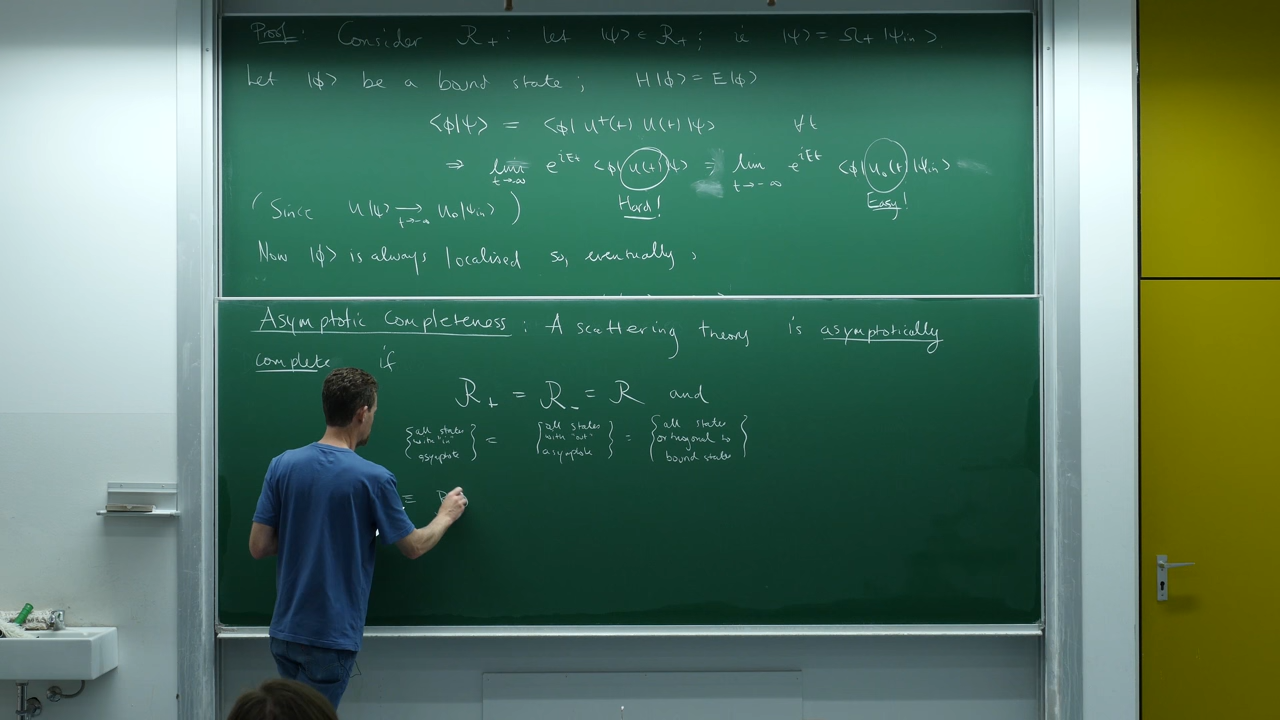 Proof: Consider R₊: let |ψ> ∈ R₊; ie |ψ> = Ω₊ |ψin>.
Let |ϕ> be a bound state; H|ϕ> = E|ϕ>
<ϕ|ψ> = <ϕ| U†(t) U(t) |ψ> ∀t
⇒ lim t→-∞ e^{iEt} <ϕ| U(t) |ψ> = lim t→-∞ e^{iEt} <ϕ| U₀(t) |ψin>
Hard! Easy!
(Since U|ψ> → t→-∞ U₀|ψin>)
Now |ϕ> is always localised so, eventually,
Asymptotic Completeness: A scattering theory is asymptotically
complete if
R₊ = R₋ = R and
{all states with "in" asymptote} = {all states with "out" asymptote} = {all states orthogonal to bound states}
≡